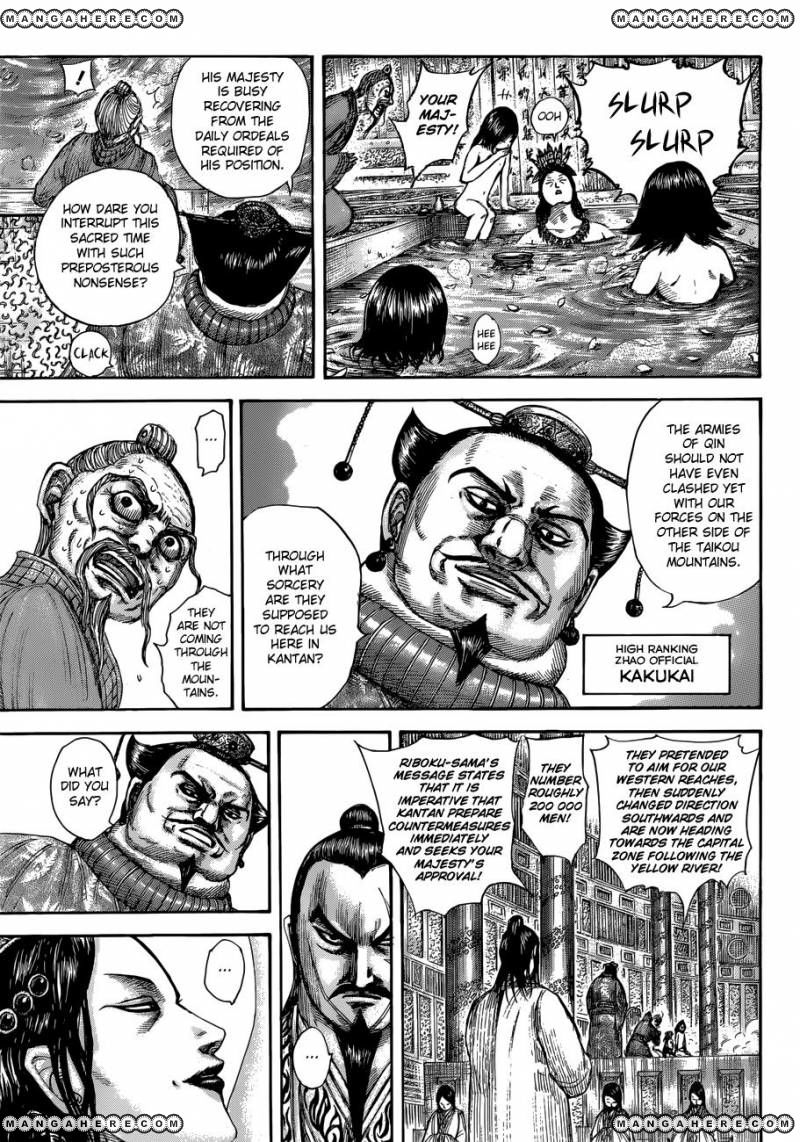 MANGAHERE.COM
MANGAHERE.COM
YOUR
MAJ-
ESTY!
OOH
SLURP
SLURP
HEE
HEE
!
HIS MAJESTY
IS BUSY
RECOVERING
FROM THE
DAILY ORDEALS
REQUIRED OF
HIS POSITION.
HOW DARE YOU
INTERRUPT THIS
SACRED TIME
WITH SUCH
PREPOSTEROUS
NONSENSE?
CLACK
THE ARMIES
OF QIN
SHOULD NOT
HAVE EVEN
CLASHED YET
WITH OUR
FORCES ON THE
OTHER SIDE OF
THE TAIKOU
MOUNTAINS.
THROUGH
WHAT
SORCERY
ARE THEY
SUPPOSED
TO REACH US
HERE IN
KANTAN?
HIGH RANKING
ZHAO OFFICIAL
KAKUKAI
...
THEY
ARE NOT
COMING
THROUGH
THE
MOUN-
TAINS.
THEY PRETENDED
TO AIM FOR OUR
WESTERN REACHES,
THEN SUDDENLY
CHANGED DIRECTION
SOUTHWARDS AND
ARE NOW HEADING
TOWARDS THE CAPITAL
ZONE FOLLOWING THE
YELLOW RIVER!
THEY
NUMBER
ROUGHLY
200 000
MEN!
RIBOKU-SAMA'S
MESSAGE STATES
THAT IT IS
IMPERATIVE THAT
KANTAN PREPARE
COUNTERMEASURES
IMMEDIATELY
AND SEEKS YOUR
MAJESTY'S
APPROVAL!
...
WHAT
DID YOU
SAY?
...
MANGAHERE.COM
MANGAHERE.COM